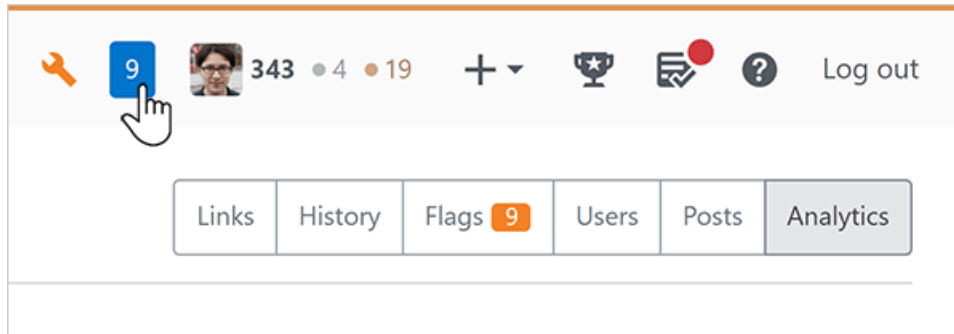 9 343 4 19 Log out
Links History Flags 9 Users Posts Analytics